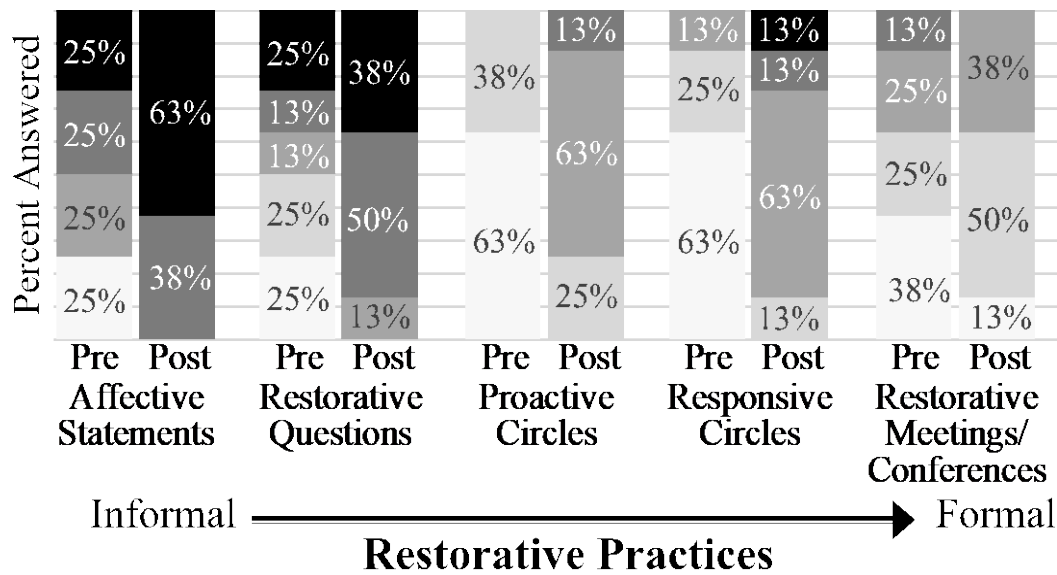 Percent Answered
25% 25% 25% 25%
63% 38%
25% 13% 13% 25% 25%
38% 50% 13%
38% 63%
13% 63% 25%
13% 25% 63%
13% 13% 63% 13%
13% 25% 25% 38%
38% 50% 13%
Pre Post Pre Post Pre Post Pre Post Pre Post
Affective Restorative Proactive Responsive Restorative
Statements Questions Circles Circles Meetings/
Conferences
Informal Formal
Restorative Practices